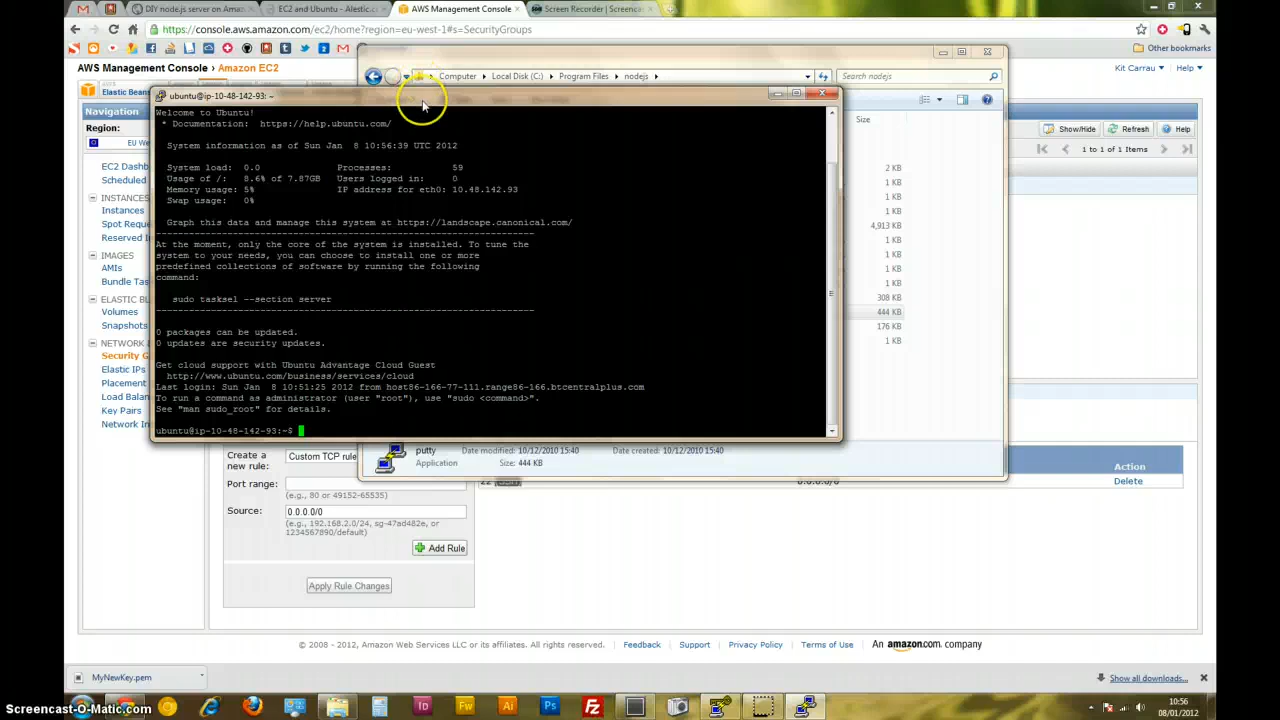 DIY node.js server on Amaz
EC2 and Ubuntu - Alestic.c
AWS Management Console
Screen Recorder | Screenca
https://console.aws.amazon.com/ec2/home?region=eu-west-1#s=SecurityGroups
Other bookmarks
AWS Management Console > Amazon EC2
Kit Carrau
Help
Elastic Beans
Computer
Local Disk (C:)
Program Files
nodejs
Search nodejs
Navigation
Region:
EU We
EC2 Dashb
Scheduled
INSTANCES
Instances
Spot Reque
Reserved In
IMAGES
AMIs
Bundle Task
ELASTIC BL
Volumes
Snapshots
NETWORK &
Security G
Elastic IPs
Placement
Load Balan
Key Pairs
Network In
ubuntu@ip-10-48-142-93: ~
Welcome to Ubuntu!
* Documentation:  https://help.ubuntu.com/
System information as of Sun Jan  8 10:56:39 UTC 2012
System load:  0.0  Processes:  59
Usage of /:  8.6% of 7.87GB  Users logged in:  0
Memory usage: 5%  IP address for eth0: 10.48.142.93
Swap usage:  0%
Graph this data and manage this system at https://landscape.canonical.com/
---------------------------------------------------------------------
At the moment, only the core of the system is installed. To tune the
system to your needs, you can choose to install one or more
predefined collections of software by running the following
command:
sudo tasksel --section server
---------------------------------------------------------------------
0 packages can be updated.
0 updates are security updates.
Get cloud support with Ubuntu Advantage Cloud Guest
http://www.ubuntu.com/business/services/cloud
Last login: Sun Jan  8 10:51:25 2012 from host86-166-77-111.range86-166.btcentralplus.com
To run a command as administrator (user "root"), use "sudo <command>".
See "man sudo_root" for details.
ubuntu@ip-10-48-142-93:~$
Size
2 KB
1 KB
1 KB
1 KB
4,913 KB
1 KB
1 KB
1 KB
1 KB
308 KB
444 KB
176 KB
1 KB
Show/Hide
Refresh
Help
1 to 1 of 1 Items
putty
Date modified: 10/12/2010 15:40
Date created: 10/12/2010 15:40
Application
Size: 444 KB
Create a new rule:
Custom TCP rule
Port range:
(e.g., 80 or 49152-65535)
Source:
0.0.0.0/0
(e.g., 192.168.2.0/24, sg-47ad482e, or
1234567890/default)
Add Rule
Apply Rule Changes
Action
Delete
© 2008 - 2012, Amazon Web Services LLC or its affiliates. All rights reserved.
Feedback
Support
Privacy Policy
Terms of Use
An amazon.com company
MyNewKey.pem
Show all downloads...
Id
Fw
Ai
Ps
Fz
10:56
08/01/2012
Screencast-O-Matic.com